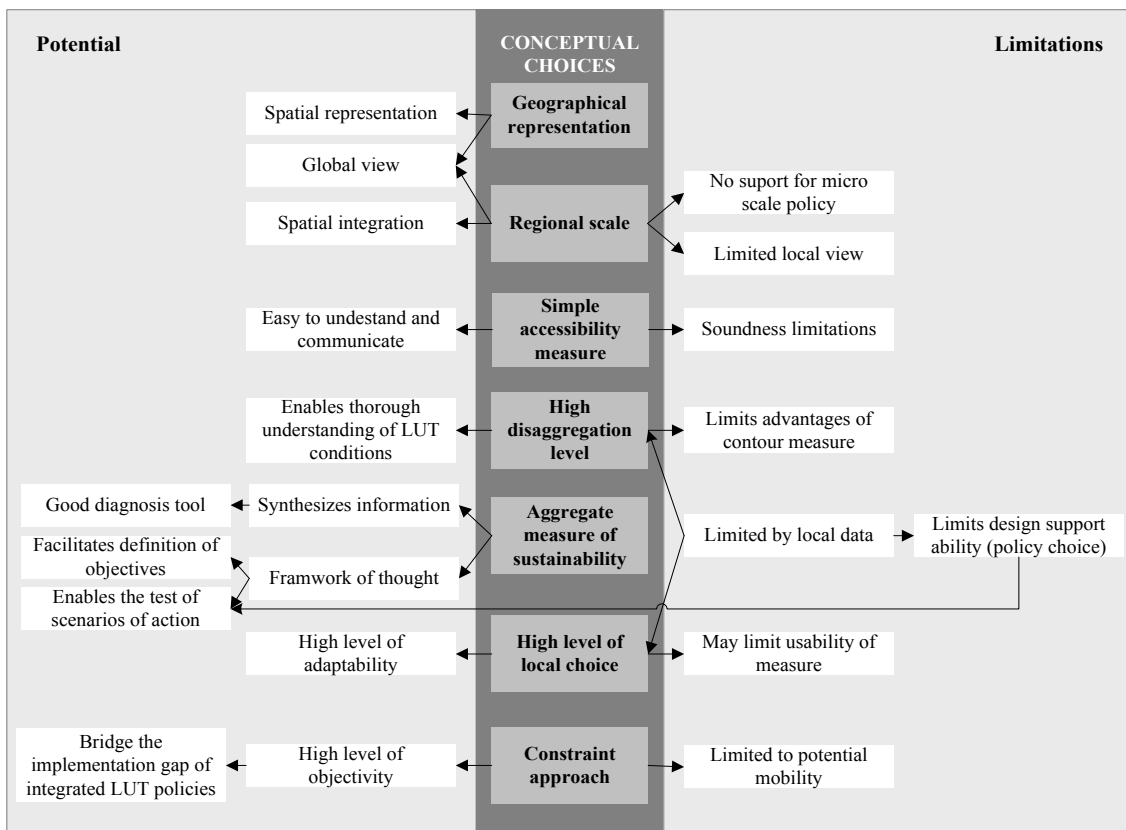 Potential
CONCEPTUAL
CHOICES
Limitations
Geographical
representation
Spatial representation
Global view
Regional scale
Spatial integration
No suport for micro
scale policy
Limited local view
Simple
accessibility
measure
Easy to undestand and
communicate
Soundness limitations
High
disaggregation
level
Enables thorough
understanding of LUT
conditions
Limits advantages of
contour measure
Aggregate
measure of
sustainability
Good diagnosis tool
Synthesizes information
Facilitates definition of
objectives
Framwork of thought
Enables the test of
scenarios of action
Limited by local data
Limits design support
ability (policy choice)
High level of
local choice
High level of
adaptability
May limit usability of
measure
Constraint
approach
Bridge the
implementation gap of
integrated LUT policies
High level of
objectivity
Limited to potential
mobility